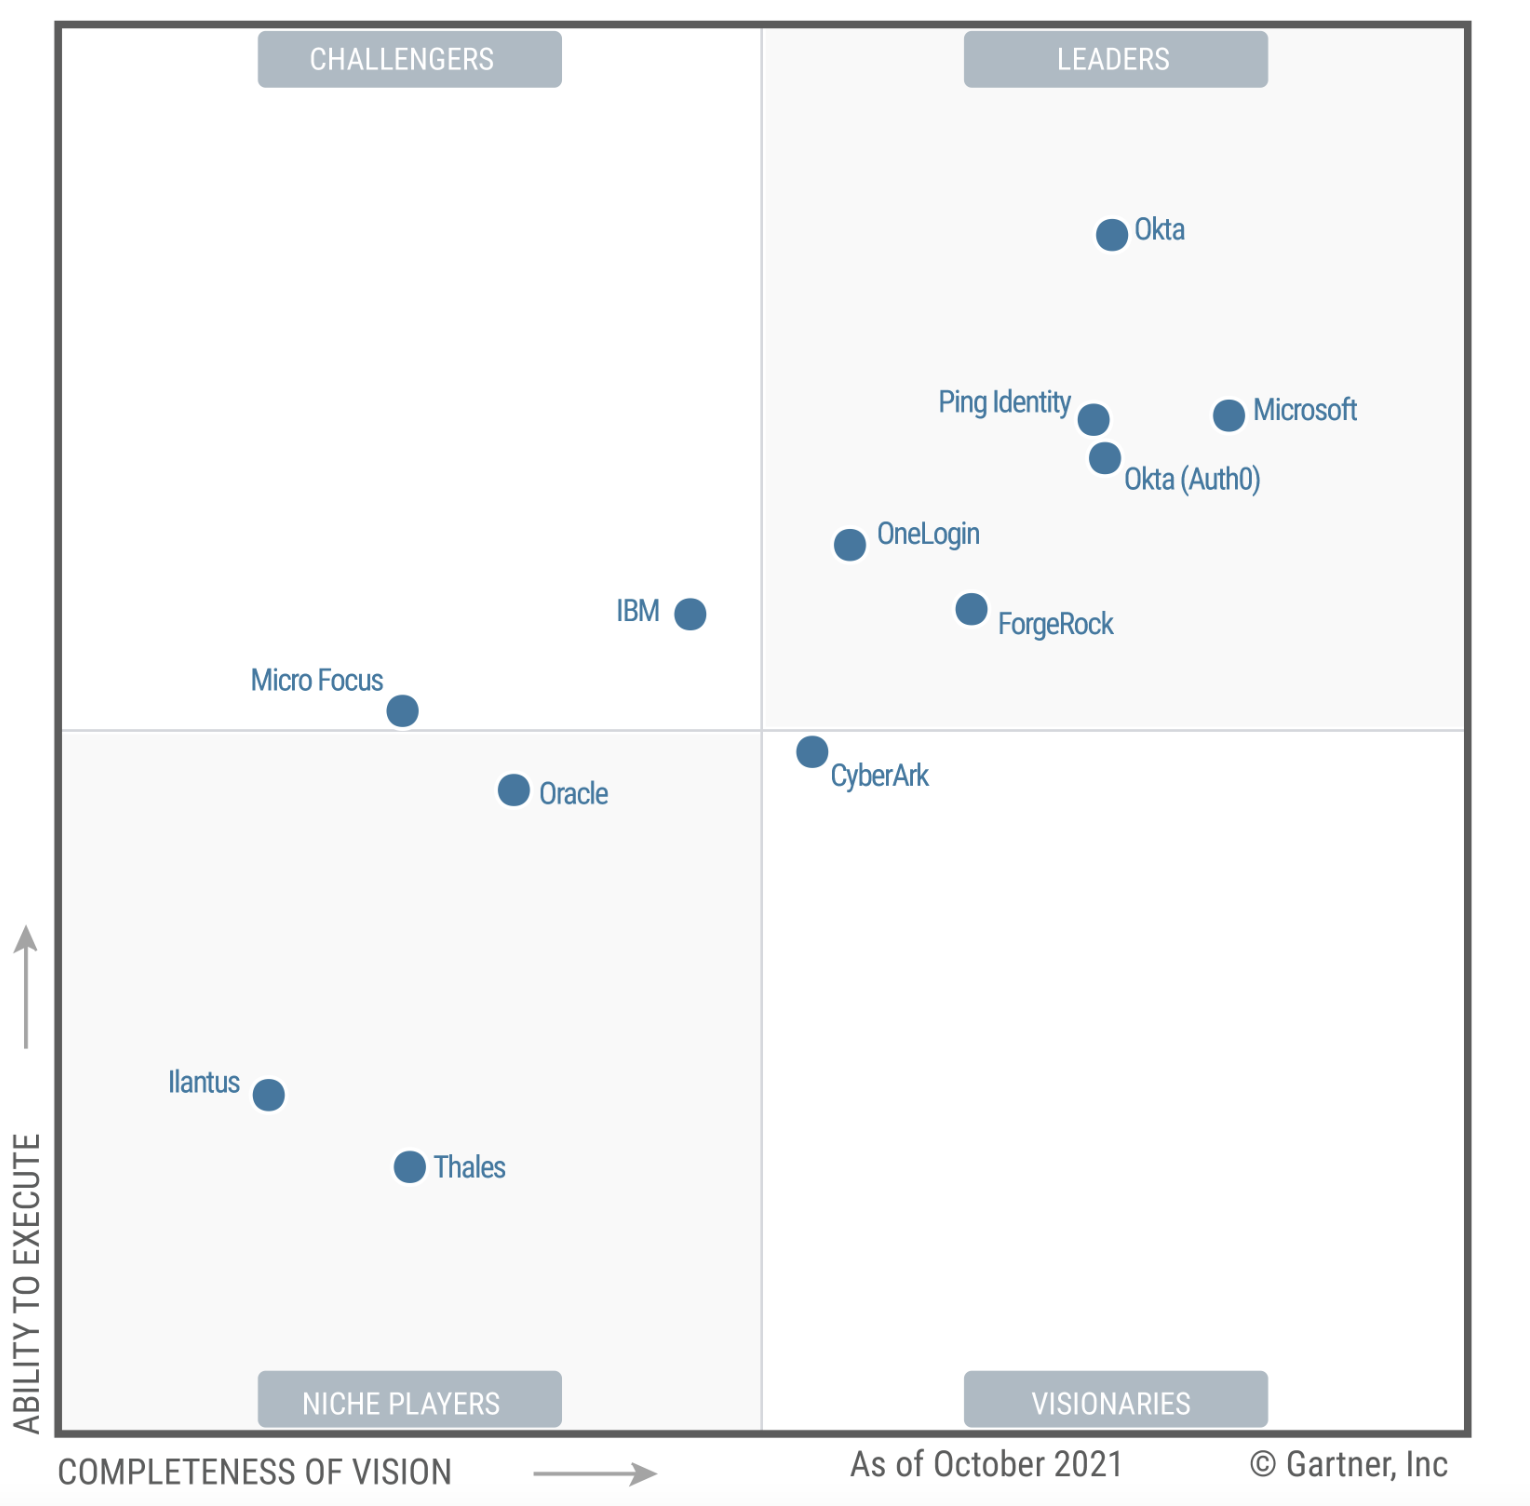 CHALLENGERS
LEADERS
Okta
Ping Identity
Microsoft
Okta (Auth0)
OneLogin
IBM
ForgeRock
Micro Focus
CyberArk
Oracle
Ilantus
Thales
ABILITY TO EXECUTE
NICHE PLAYERS
VISIONARIES
COMPLETENESS OF VISION
As of October 2021
© Gartner, Inc